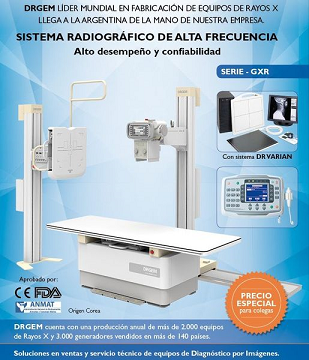 DRGEM LÍDER MUNDIAL EN FABRICACIÓN DE EQUIPOS DE RAYOS X
LLEGA A LA ARGENTINA DE LA MANO DE NUESTRA EMPRESA.
SISTEMA RADIOGRÁFICO DE ALTA FRECUENCIA
Alto desempeño y confiabilidad
SERIE - GXR
Con sistema DR VARIAN
DRGEM
Aprobado por:
CE FDA
ANMAT
Origen Corea
PRECIO
ESPECIAL
para colegas
DRGEM cuenta con una producción anual de más de 2.000 equipos
de Rayos X y 3.000 generadores vendidos en más de 140 países.
Soluciones en ventas y servicio técnico de equipos de Diagnóstico por Imágenes.